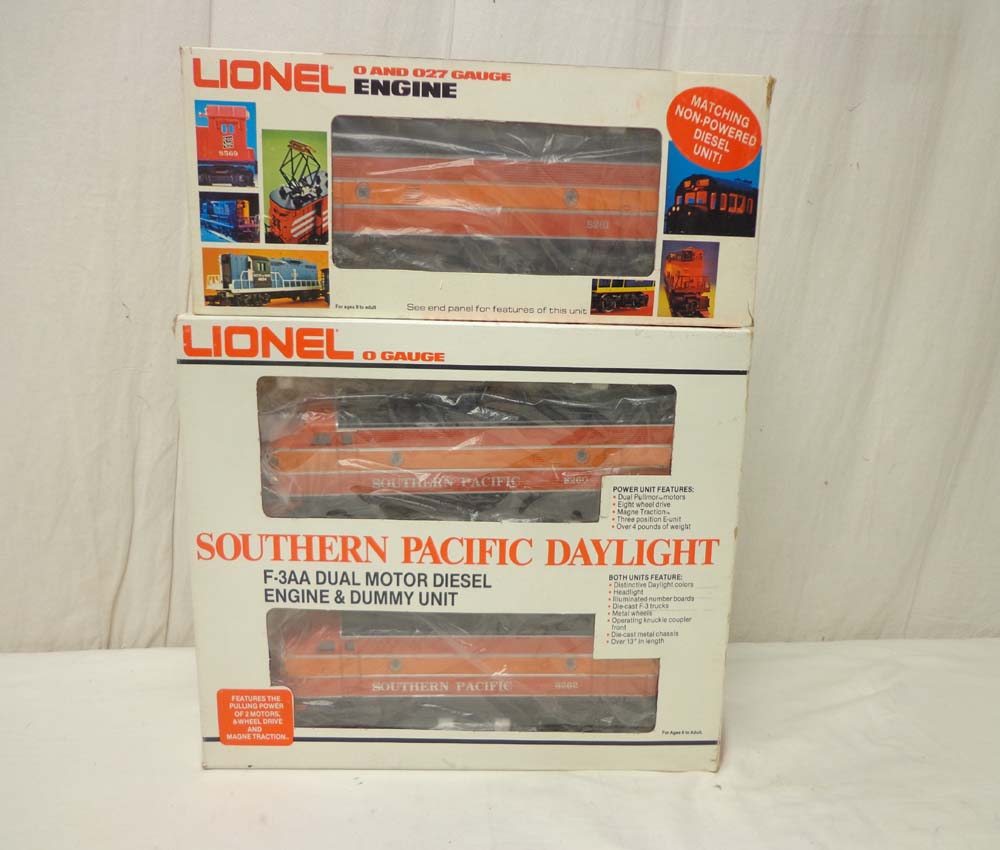 LIONEL
O AND 027 GAUGE
ENGINE
MATCHING
NON-POWERED
DIESEL
UNIT!
8569
For ages 8 to adult
See end panel for features of this unit
LIONEL
O GAUGE
SOUTHERN PACIFIC
POWER UNIT FEATURES:
• Dual Pullmor™ motors
• Eight wheel drive
• Magne Traction™
• Three position E-unit
• Over 4 pounds of weight
SOUTHERN PACIFIC DAYLIGHT
F-3AA DUAL MOTOR DIESEL
ENGINE & DUMMY UNIT
BOTH UNITS FEATURE:
• Distinctive Daylight colors
• Headlight
• Illuminated number boards
• Die-cast F-3 trucks
• Metal wheels
• Operating knuckle coupler
front
• Die-cast metal chassis
• Over 13" in length
SOUTHERN PACIFIC 8262
FEATURES THE
PULLING POWER
OF 2 MOTORS,
8 WHEEL DRIVE
AND
MAGNE TRACTION™
For Ages 8 to Adult